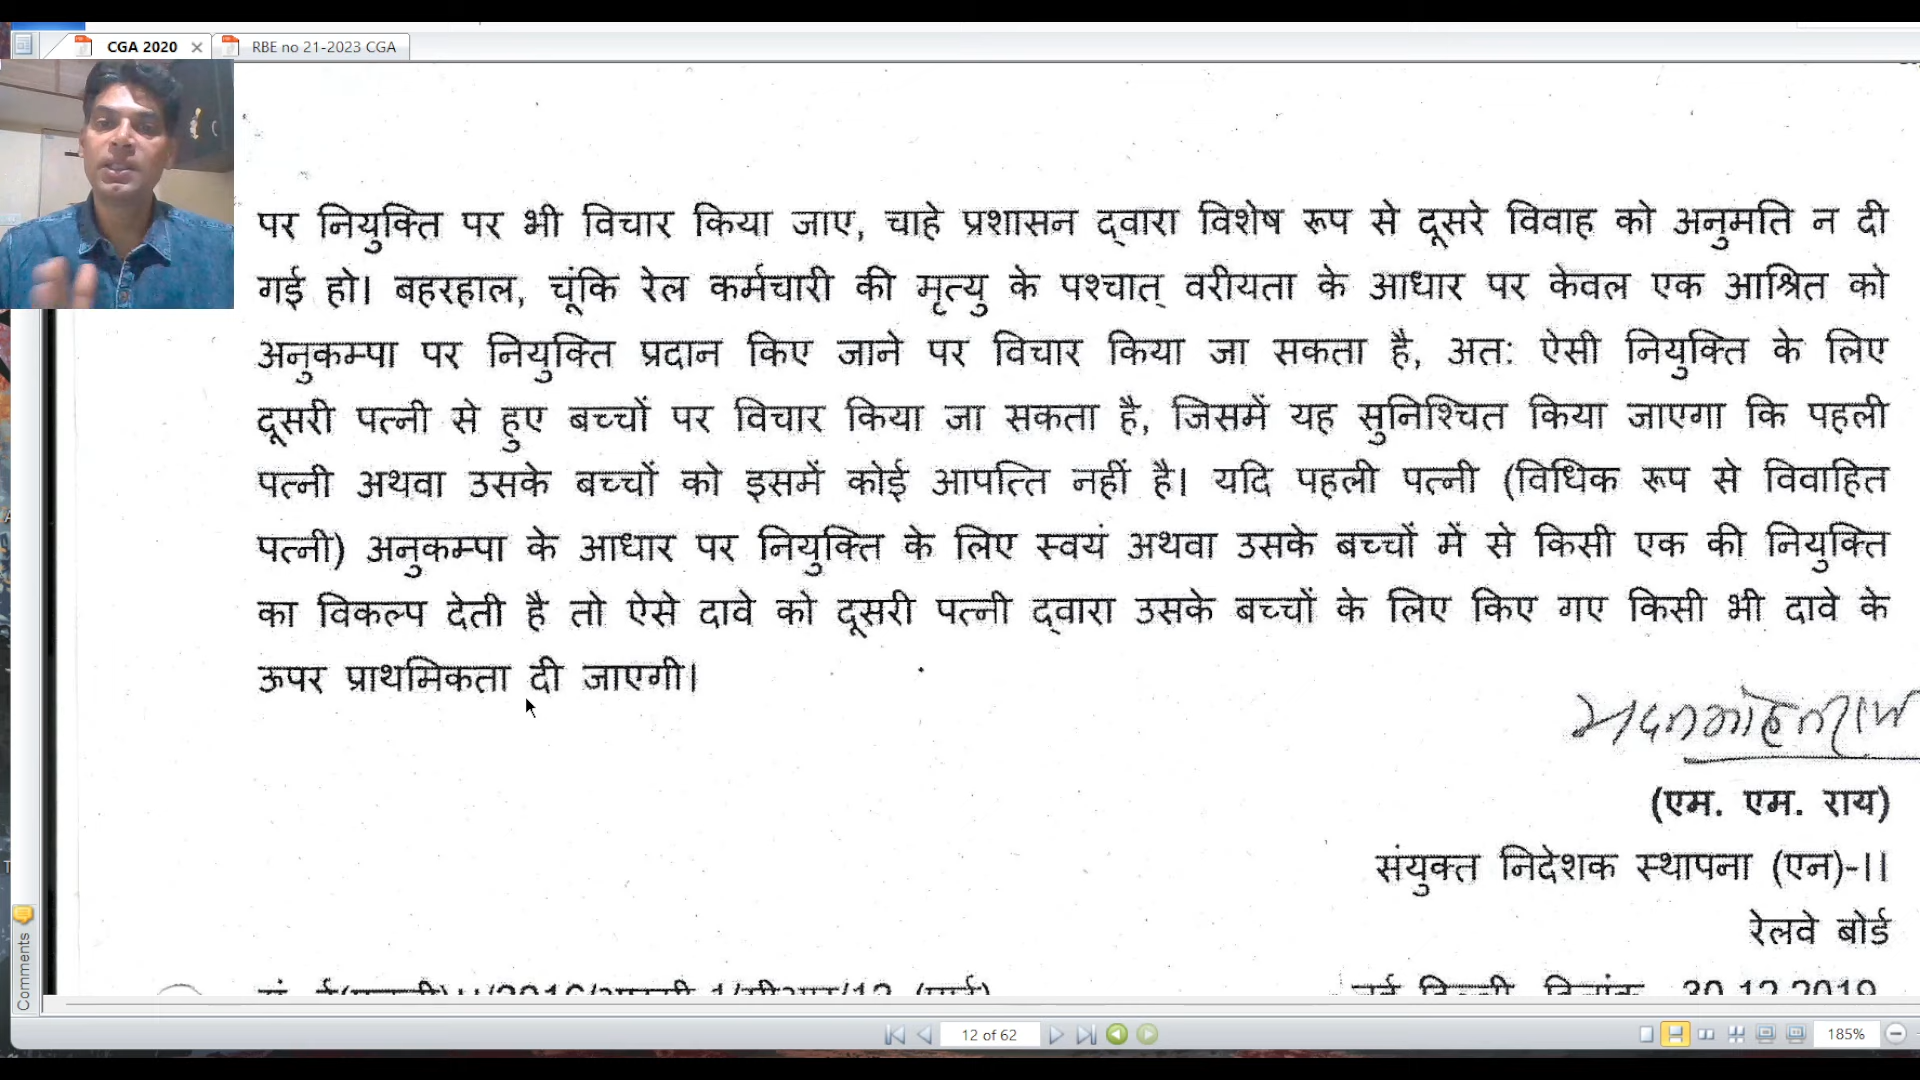 CGA 2020
RBE no 21-2023 CGA
पर नियुक्ति पर भी विचार किया जाए, चाहे प्रशासन द्वारा विशेष रूप से दूसरे विवाह को अनुमति न दी
गई हो। बहरहाल, चूंकि रेल कर्मचारी की मृत्यु के पश्चात् वरीयता के आधार पर केवल एक आश्रित को
अनुकम्पा पर नियुक्ति प्रदान किए जाने पर विचार किया जा सकता है, अत: ऐसी नियुक्ति के लिए
दूसरी पत्नी से हुए बच्चों पर विचार किया जा सकता है, जिसमें यह सुनिश्चित किया जाएगा कि पहली
पत्नी अथवा उसके बच्चों को इसमें कोई आपत्ति नहीं है। यदि पहली पत्नी (विधिक रूप से विवाहित
पत्नी) अनुकम्पा के आधार पर नियुक्ति के लिए स्वयं अथवा उसके बच्चों में से किसी एक की नियुक्ति
का विकल्प देती है तो ऐसे दावे को दूसरी पत्नी द्वारा उसके बच्चों के लिए किए गए किसी भी दावे के
ऊपर प्राथमिकता दी जाएगी।
(एम. एम. राय)
संयुक्त निदेशक स्थापना (एन)-II
रेलवे बोर्ड
30.12.2019
Comments
12 of 62
185%